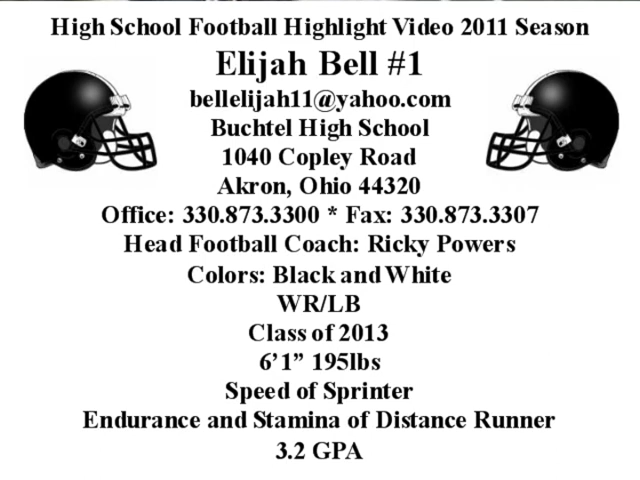 High School Football Highlight Video 2011 Season
Elijah Bell #1
bellelijah11@yahoo.com
Buchtel High School
1040 Copley Road
Akron, Ohio 44320
Office: 330.873.3300 * Fax: 330.873.3307
Head Football Coach: Ricky Powers
Colors: Black and White
WR/LB
Class of 2013
6’1” 195lbs
Speed of Sprinter
Endurance and Stamina of Distance Runner
3.2 GPA